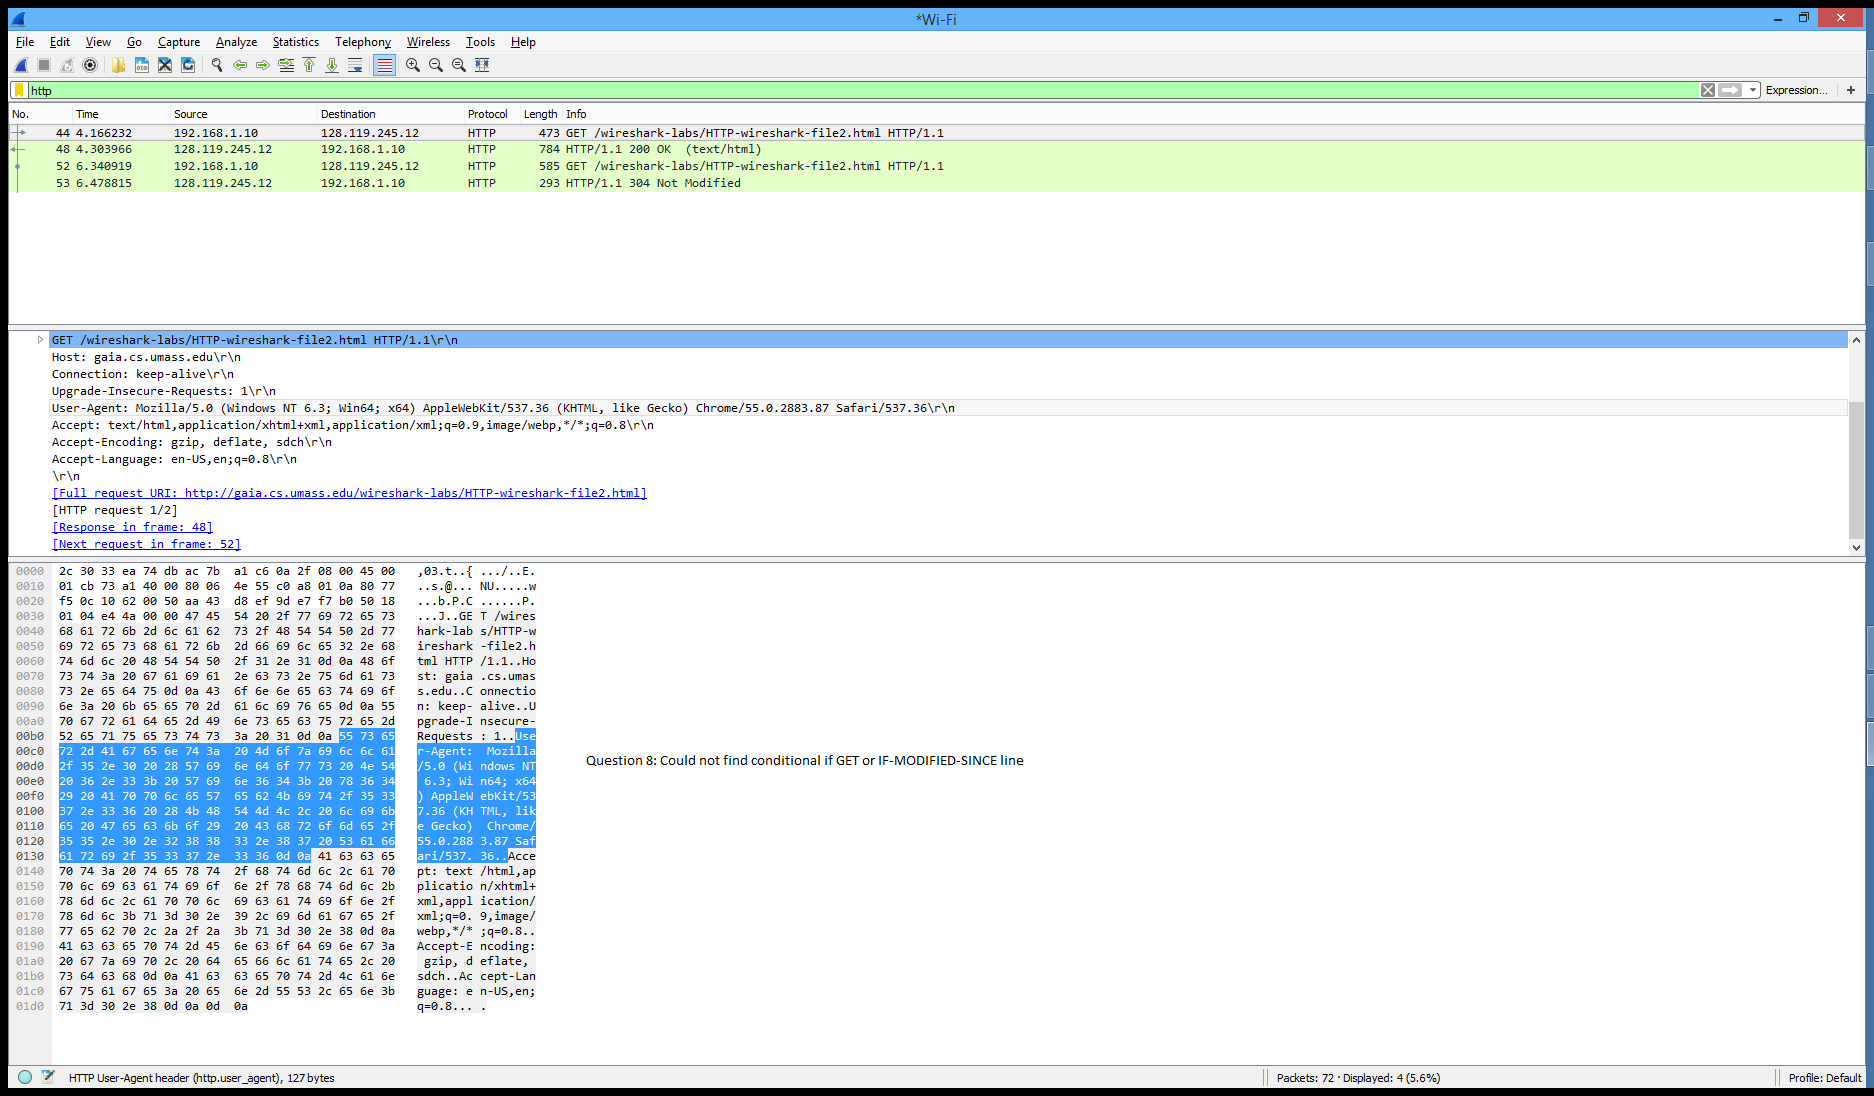 *Wi-Fi
File Edit View Go Capture Analyze Statistics Telephony Wireless Tools Help
http
Expression... +
No. Time Source Destination Protocol Length Info
44 4.166232 192.168.1.10 128.119.245.12 HTTP 473 GET /wireshark-labs/HTTP-wireshark-file2.html HTTP/1.1
48 4.303966 128.119.245.12 192.168.1.10 HTTP 784 HTTP/1.1 200 OK (text/html)
52 6.340919 192.168.1.10 128.119.245.12 HTTP 585 GET /wireshark-labs/HTTP-wireshark-file2.html HTTP/1.1
53 6.478815 128.119.245.12 192.168.1.10 HTTP 293 HTTP/1.1 304 Not Modified
GET /wireshark-labs/HTTP-wireshark-file2.html HTTP/1.1\r\n
Host: gaia.cs.umass.edu\r\n
Connection: keep-alive\r\n
Upgrade-Insecure-Requests: 1\r\n
User-Agent: Mozilla/5.0 (Windows NT 6.3; Win64; x64) AppleWebKit/537.36 (KHTML, like Gecko) Chrome/55.0.2883.87 Safari/537.36\r\n
Accept: text/html,application/xhtml+xml,application/xml;q=0.9,image/webp,*/*;q=0.8\r\n
Accept-Encoding: gzip, deflate, sdch\r\n
Accept-Language: en-US,en;q=0.8\r\n
\r\n
[Full request URI: http://gaia.cs.umass.edu/wireshark-labs/HTTP-wireshark-file2.html]
[HTTP request 1/2]
[Response in frame: 48]
[Next request in frame: 52]
0000 2c 30 33 ea 74 db ac 7b a1 c6 0a 2f 08 00 45 00 ,03.t..{ .../..E.
0010 01 cb 73 a1 40 00 80 06 4e 55 c0 a8 01 0a 80 77 ..s.@... NU.....w
0020 f5 0c 10 62 00 50 aa 43 d8 ef 9d e7 f7 b0 50 18 ...b.P.C ......P.
0030 01 04 e4 4a 00 00 47 45 54 20 2f 77 69 72 65 73 ...J..GE T /wires
0040 68 61 72 6b 2d 6c 61 62 73 2f 48 54 54 50 2d 77 hark-lab s/HTTP-w
0050 69 72 65 73 68 61 72 6b 2d 66 69 6c 65 32 2e 68 ireshark -file2.h
0060 74 6d 6c 20 48 54 54 50 2f 31 2e 31 0d 0a 48 6f tml HTTP /1.1..Ho
0070 73 74 3a 20 67 61 69 61 2e 63 73 2e 75 6d 61 73 st: gaia .cs.umas
0080 73 2e 65 64 75 0d 0a 43 6f 6e 6e 65 63 74 69 6f s.edu..C onnectio
0090 6e 3a 20 6b 65 65 70 2d 61 6c 69 76 65 0d 0a 55 n: keep- alive..U
00a0 70 67 72 61 64 65 2d 49 6e 73 65 63 75 72 65 2d pgrade-I nsecure-
00b0 52 65 71 75 65 73 74 73 3a 20 31 0d 0a 55 73 65 Requests : 1..Use
00c0 72 2d 41 67 65 6e 74 3a 20 4d 6f 7a 69 6c 6c 61 r-Agent: Mozilla
00d0 2f 35 2e 30 20 28 57 69 6e 64 6f 77 73 20 4e 54 /5.0 (Wi ndows NT
00e0 20 36 2e 33 3b 20 57 69 6e 36 34 3b 20 78 36 34 6.3; Wi n64; x64
00f0 29 20 41 70 70 6c 65 57 65 62 4b 69 74 2f 35 33 ) AppleW ebKit/53
0100 37 2e 33 36 20 28 4b 48 54 4d 4c 2c 20 6c 69 6b 7.36 (KH TML, lik
0110 65 20 47 65 63 6b 6f 29 20 43 68 72 6f 6d 65 2f e Gecko) Chrome/
0120 35 35 2e 30 2e 32 38 38 33 2e 38 37 20 53 61 66 55.0.288 3.87 Saf
0130 61 72 69 2f 35 33 37 2e 33 36 0d 0a 41 63 63 65 ari/537. 36..Acce
0140 70 74 3a 20 74 65 78 74 2f 68 74 6d 6c 2c 61 70 pt: text /html,ap
0150 70 6c 69 63 61 74 69 6f 6e 2f 78 68 74 6d 6c 2b plicatio n/xhtml+
0160 78 6d 6c 2c 61 70 70 6c 69 63 61 74 69 6f 6e 2f xml,appl ication/
0170 78 6d 6c 3b 71 3d 30 2e 39 2c 69 6d 61 67 65 2f xml;q=0. 9,image/
0180 77 65 62 70 2c 2a 2f 2a 3b 71 3d 30 2e 38 0d 0a webp,*/* ;q=0.8..
0190 41 63 63 65 70 74 2d 45 6e 63 6f 64 69 6e 67 3a Accept-E ncoding:
01a0 20 67 7a 69 70 2c 20 64 65 66 6c 61 74 65 2c 20 gzip, d eflate,
01b0 73 64 63 68 0d 0a 41 63 63 65 70 74 2d 4c 61 6e sdch..Ac cept-Lan
01c0 67 75 61 67 65 3a 20 65 6e 2d 55 53 2c 65 6e 3b guage: e n-US,en;
01d0 71 3d 30 2e 38 0d 0a 0d 0a q=0.8... .
Question 8: Could not find conditional if GET or IF-MODIFIED-SINCE line
HTTP User-Agent header (http.user_agent), 127 bytes
Packets: 72 · Displayed: 4 (5.6%)
Profile: Default